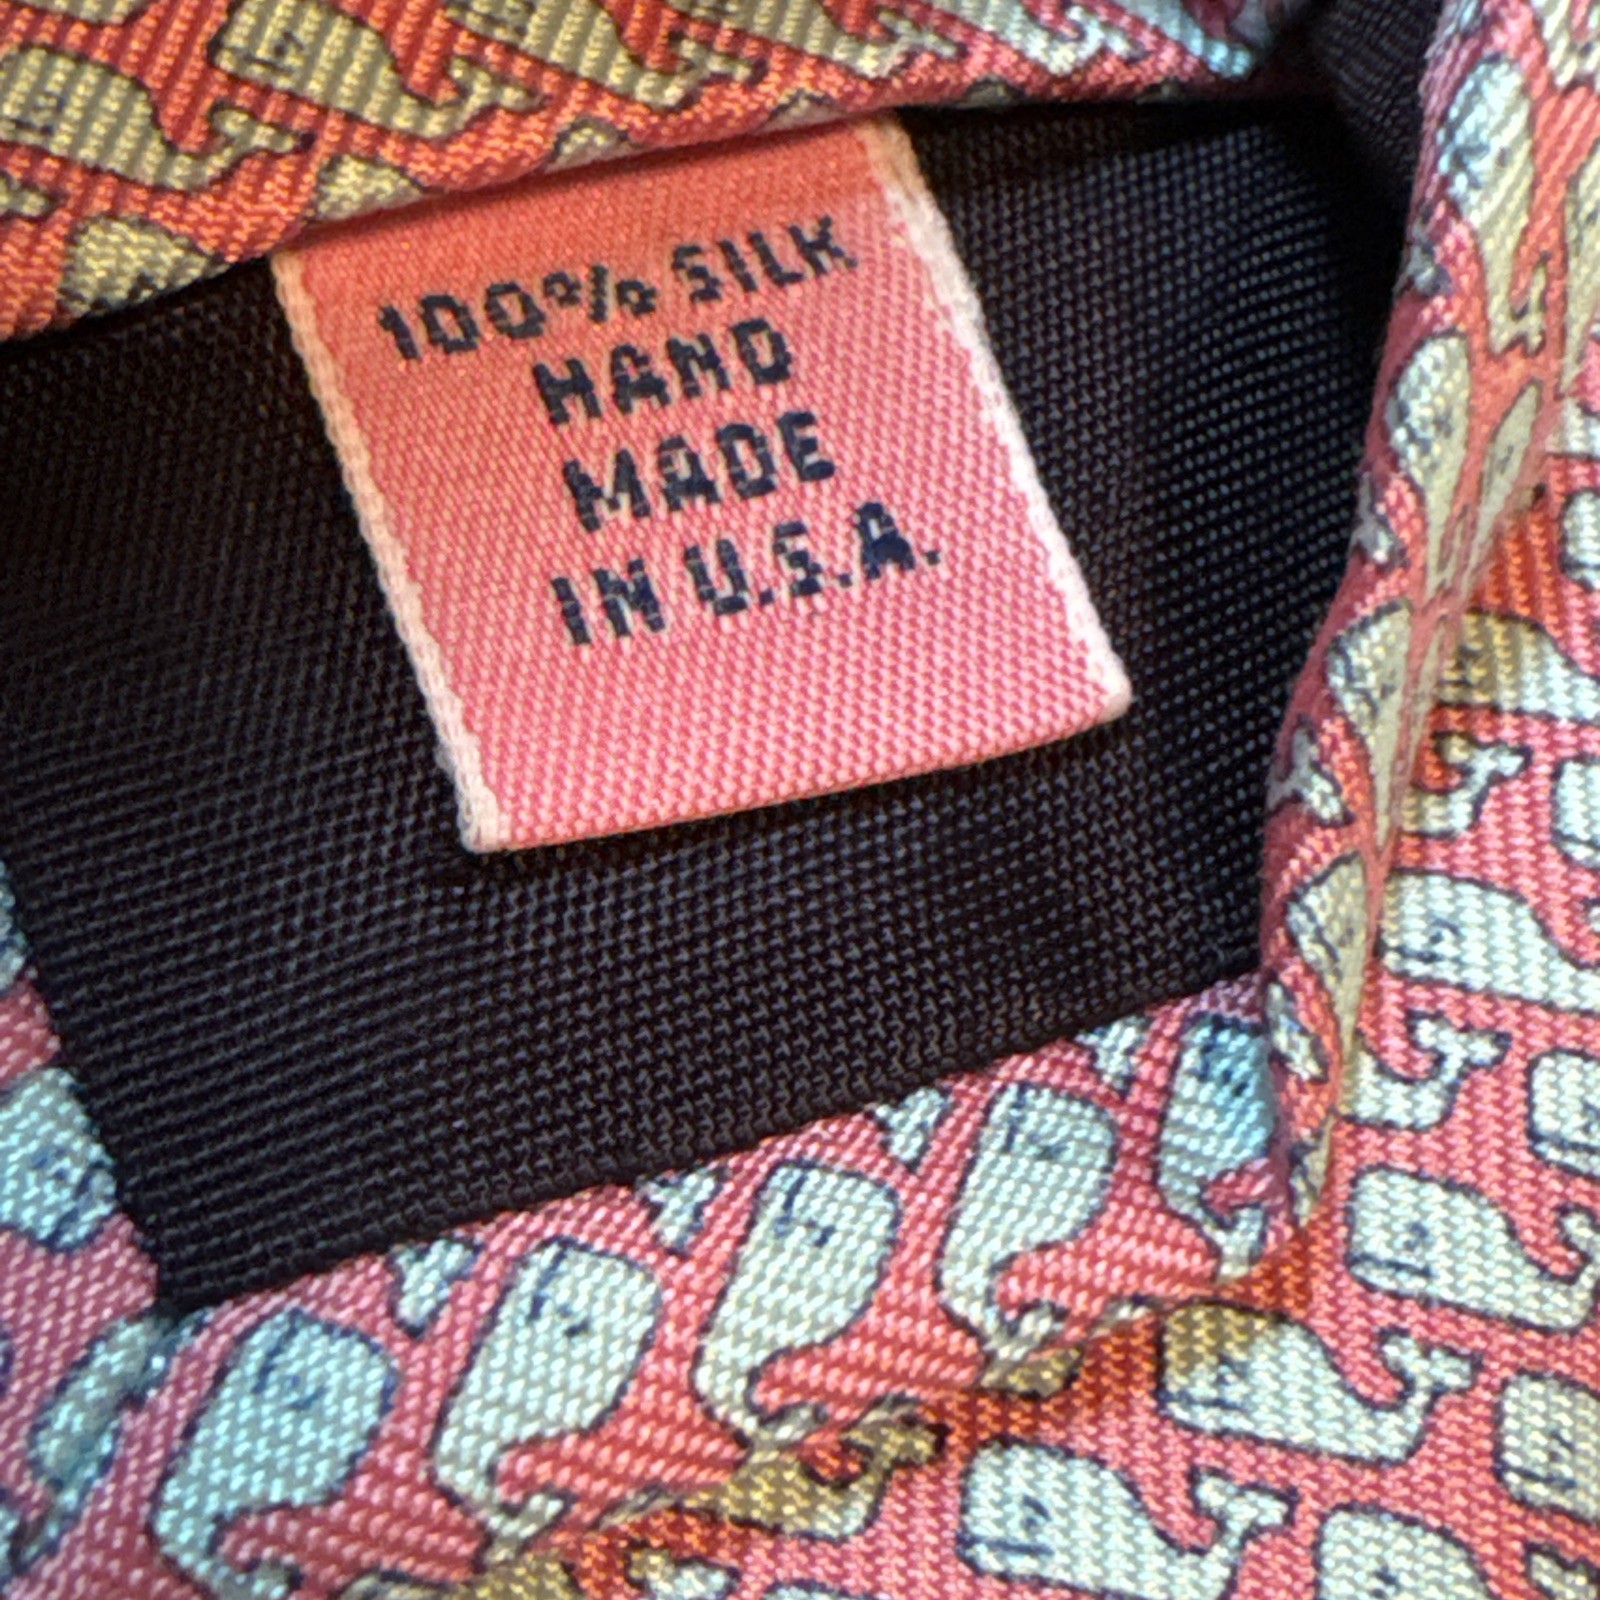 100% SILK
HAND
MADE
IN U.S.A.